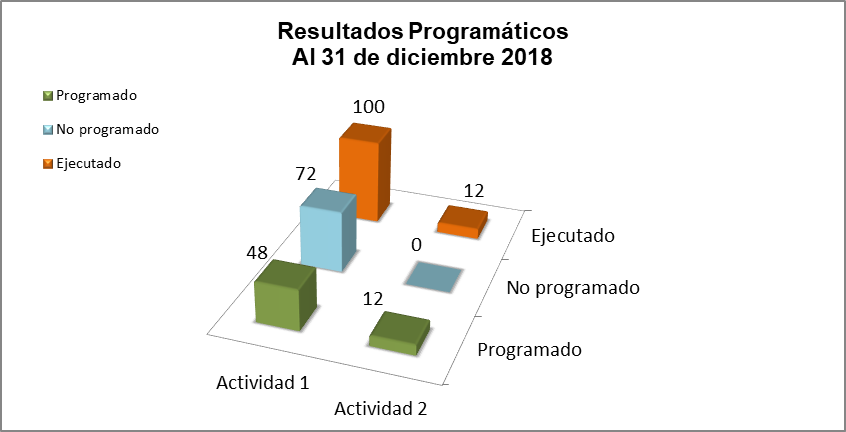 Resultados Programáticos
Al 31 de diciembre 2018
Programado
No programado
Ejecutado
100
72
12
48
0
12
Ejecutado
No programado
Programado
Actividad 1
Actividad 2